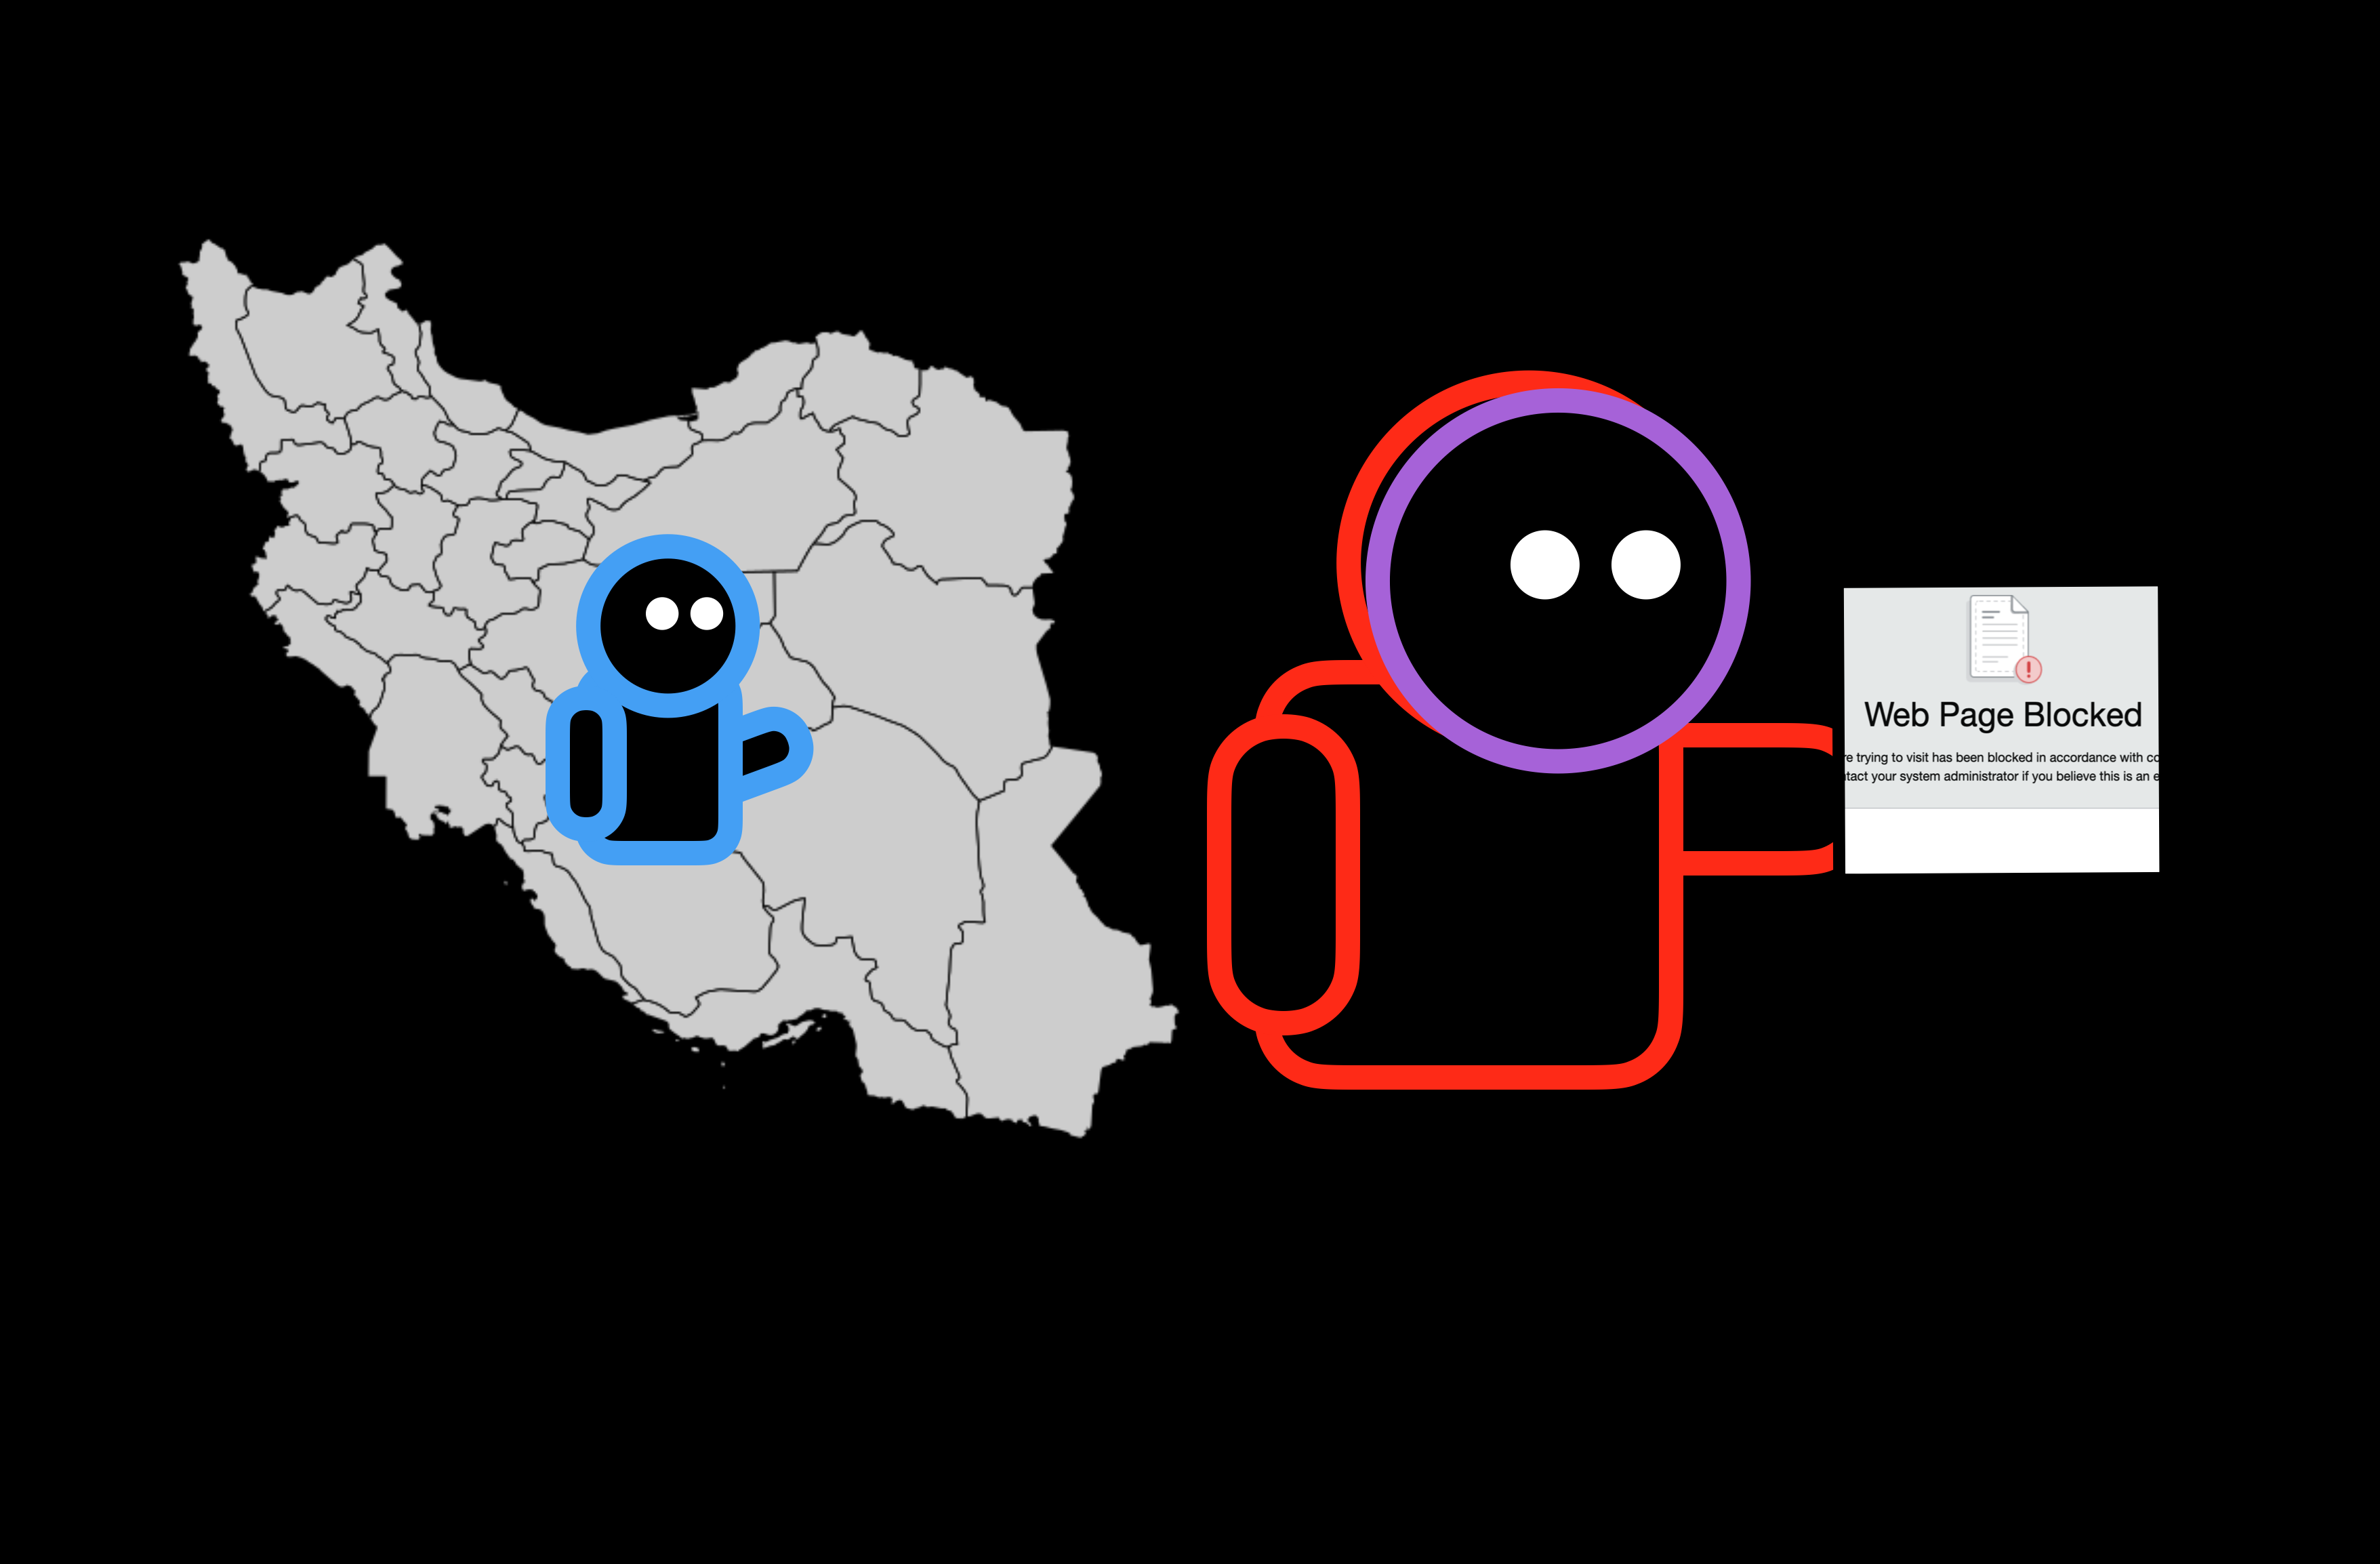 Web Page Blocked
re trying to visit has been blocked in accordance with co
tact your system administrator if you believe this is an e